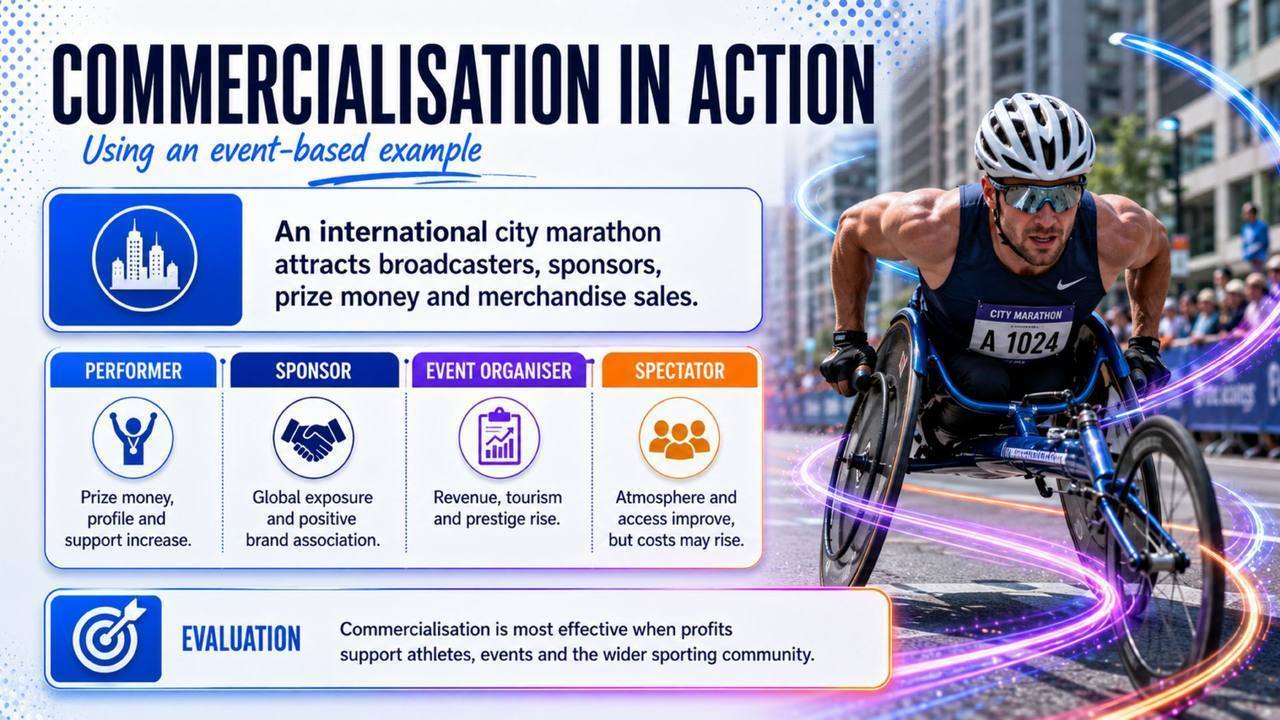 COMMERCIALISATION IN ACTION
Using an event-based example
An international city marathon
attracts broadcasters, sponsors,
prize money and merchandise sales.
PERFORMER
Prize money,
profile and
support increase.
SPONSOR
Global exposure
and positive
brand association.
EVENT ORGANISER
Revenue, tourism
and prestige rise.
SPECTATOR
Atmosphere and
access improve,
but costs may rise.
EVALUATION
Commercialisation is most effective when profits
support athletes, events and the wider sporting community.
CITY MARATHON
A 1024